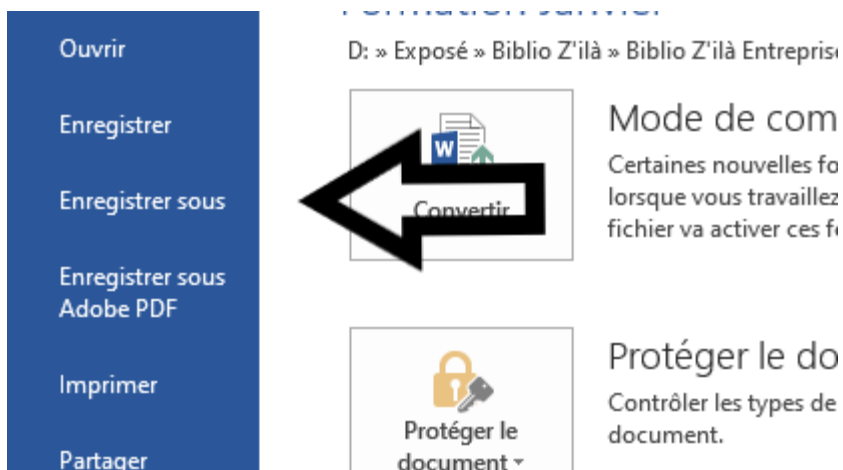 Ouvrir
Enregistrer
Enregistrer sous
Enregistrer sous
Adobe PDF
Imprimer
Partager
D: » Exposé » Biblio Z'ilà » Biblio Z'ilà Entreprise
W
Convertir
Mode de com
Certaines nouvelles fo
lorsque vous travaillez
fichier va activer ces f
Protéger le
document
Protéger le do
Contrôler les types de
document.